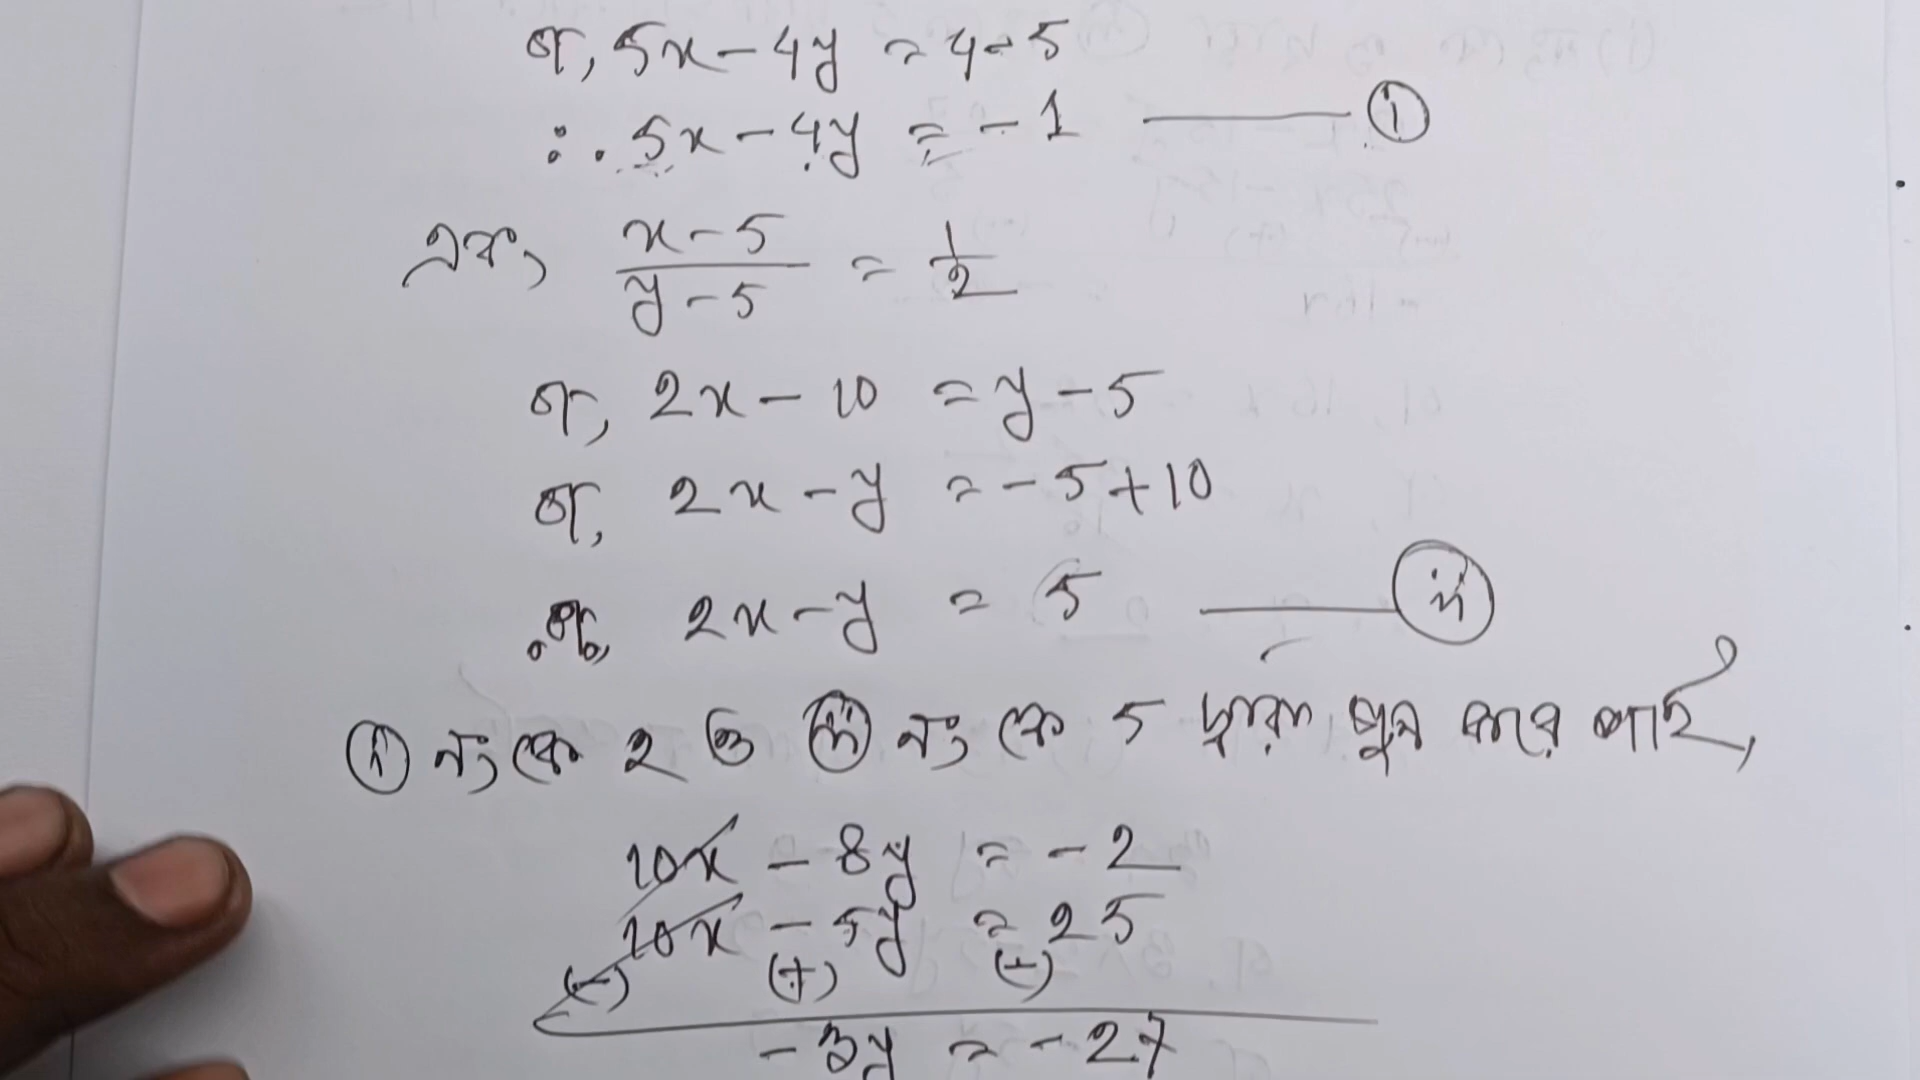 বা, 5x - 4y = 4 - 5
∴ 5x - 4y = - 1 ——— (i)
এবং, (x - 5)/(y - 5) = 1/2
বা, 2x - 10 = y - 5
বা, 2x - y = - 5 + 10
2x - y = 5 ——— (ii)
(i) নং কে 2 ও (ii) নং কে 5 দ্বারা গুন করে পাই,
10x - 8y = - 2
10x - 5y = 25
(-) (+) (-)
- 3y = - 27